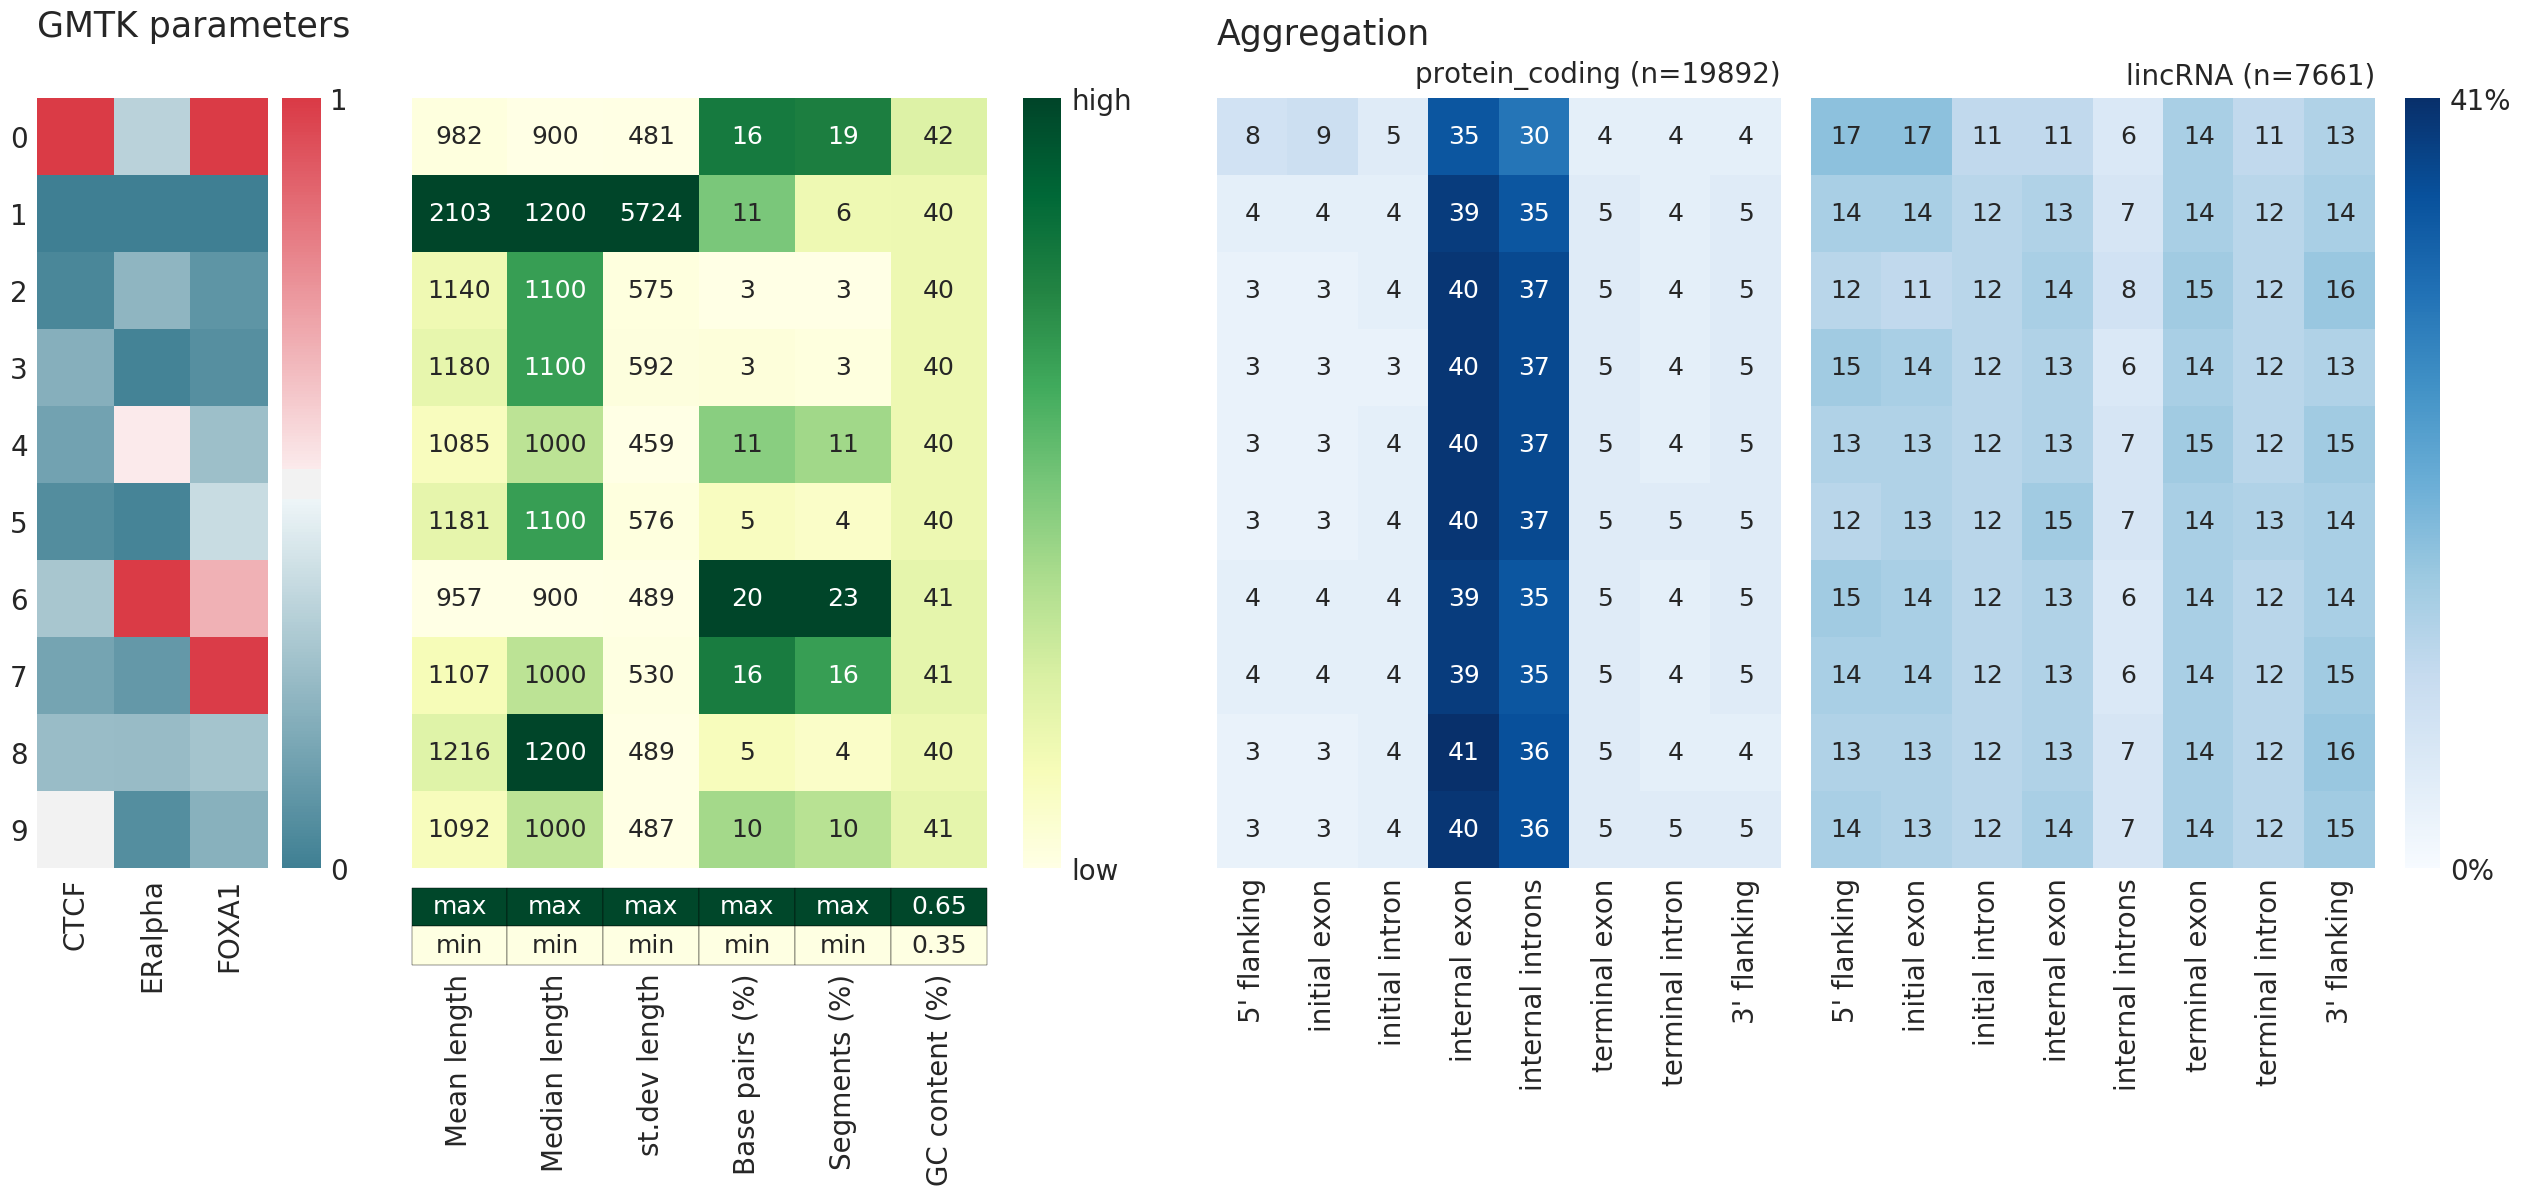 GMTK parameters
Aggregation
protein_coding (n=19892)
lincRNA (n=7661)
1
high
41%
0 982 900 481 16 19 42 8 9 5 35 30 4 4 4 17 17 11 11 6 14 11 13
1 2103 1200 5724 11 6 40 4 4 4 39 35 5 4 5 14 14 12 13 7 14 12 14
2 1140 1100 575 3 3 40 3 3 4 40 37 5 4 5 12 11 12 14 8 15 12 16
3 1180 1100 592 3 3 40 3 3 3 40 37 5 4 5 15 14 12 13 6 14 12 13
4 1085 1000 459 11 11 40 3 3 4 40 37 5 4 5 13 13 12 13 7 15 12 15
5 1181 1100 576 5 4 40 3 3 4 40 37 5 5 5 12 13 12 15 7 14 13 14
6 957 900 489 20 23 41 4 4 4 39 35 5 4 5 15 14 12 13 6 14 12 14
7 1107 1000 530 16 16 41 4 4 4 39 35 5 4 5 14 14 12 13 6 14 12 15
8 1216 1200 489 5 4 40 3 3 4 41 36 5 4 4 13 13 12 13 7 14 12 16
9 1092 1000 487 10 10 41 3 3 4 40 36 5 5 5 14 13 12 14 7 14 12 15
0
low
0%
max max max max max 0.65
min min min min min 0.35
CTCF
ERalpha
FOXA1
Mean length
Median length
st.dev length
Base pairs (%)
Segments (%)
GC content (%)
5' flanking
initial exon
initial intron
internal exon
internal introns
terminal exon
terminal intron
3' flanking
5' flanking
initial exon
initial intron
internal exon
internal introns
terminal exon
terminal intron
3' flanking